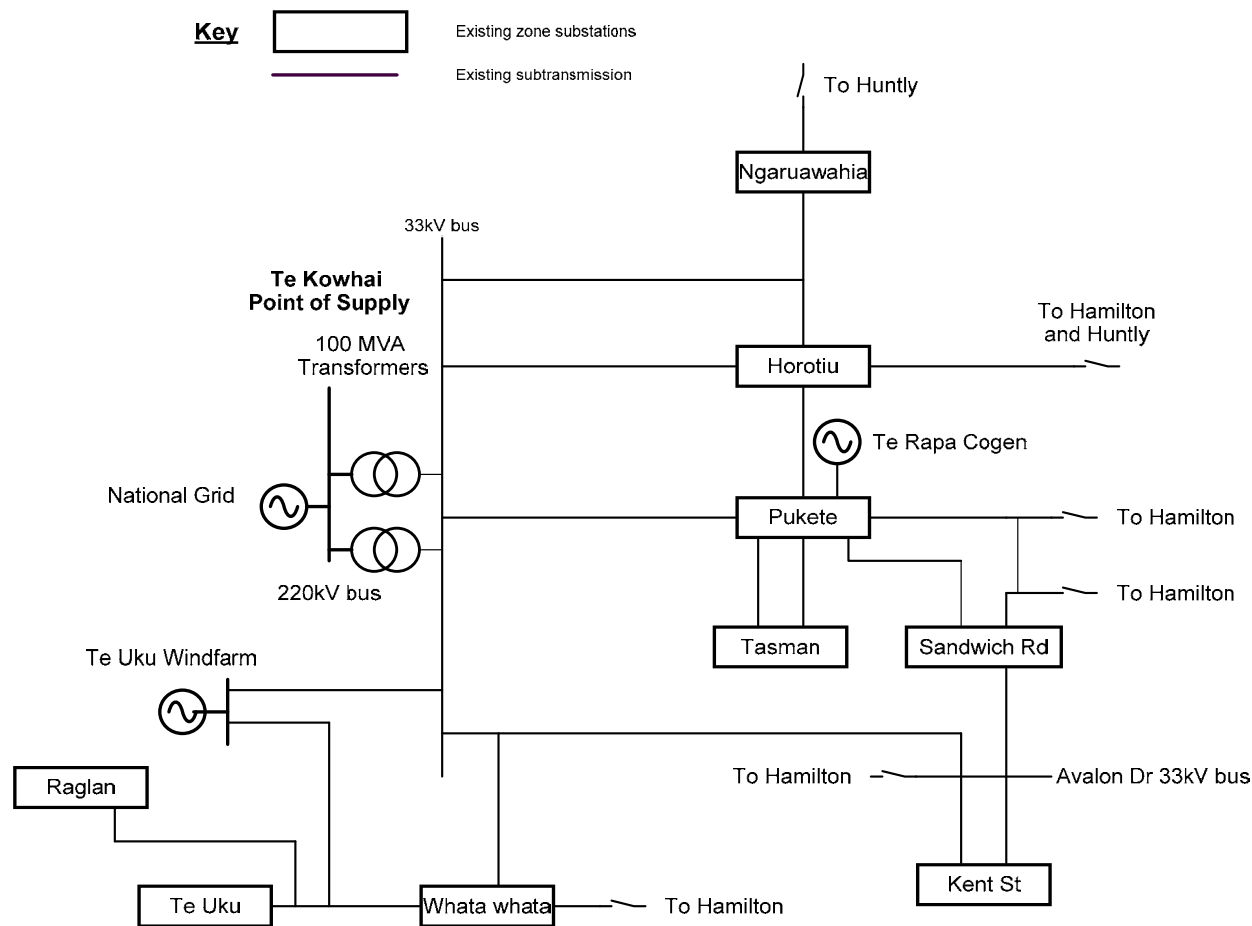 Key
Existing zone substations
Existing subtransmission
To Huntly
Ngaruawahia
33kV bus
Te Kowhai
Point of Supply
To Hamilton
and Huntly
100 MVA
Transformers
Horotiu
Te Rapa Cogen
National Grid
Pukete
To Hamilton
220kV bus
To Hamilton
Tasman
Sandwich Rd
Te Uku Windfarm
To Hamilton
Avalon Dr 33kV bus
Raglan
Kent St
Te Uku
Whata whata
To Hamilton